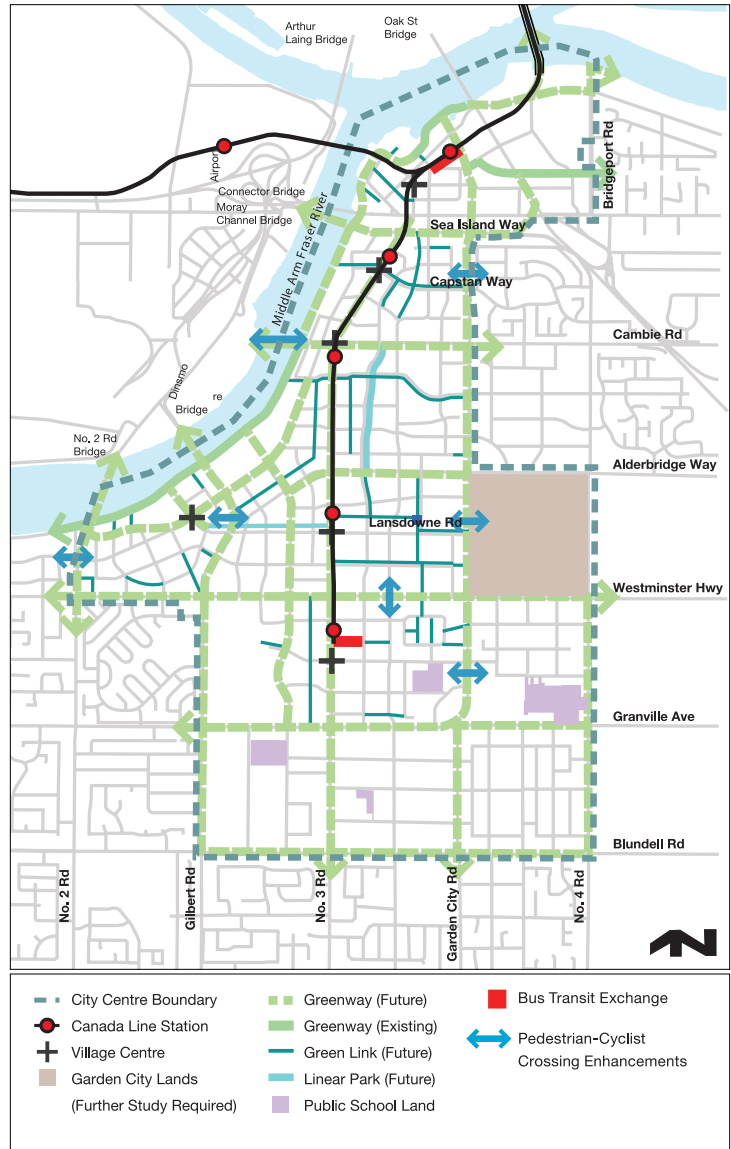 Arthur
Laing Bridge
Oak St
Bridge
Airport
Connector Bridge
Moray
Channel Bridge
Middle Arm Fraser River
Bridgeport Rd
Sea Island Way
Capstan Way
Cambie Rd
Dinsmo
re
Bridge
No. 2 Rd
Bridge
Alderbridge Way
Lansdowne Rd
Westminster Hwy
Granville Ave
Blundell Rd
No. 2 Rd
Gilbert Rd
No. 3 Rd
Garden City Rd
No. 4 Rd
N
City Centre Boundary
Canada Line Station
Village Centre
Garden City Lands
(Further Study Required)
Greenway (Future)
Greenway (Existing)
Green Link (Future)
Linear Park (Future)
Public School Land
Bus Transit Exchange
Pedestrian-Cyclist
Crossing Enhancements